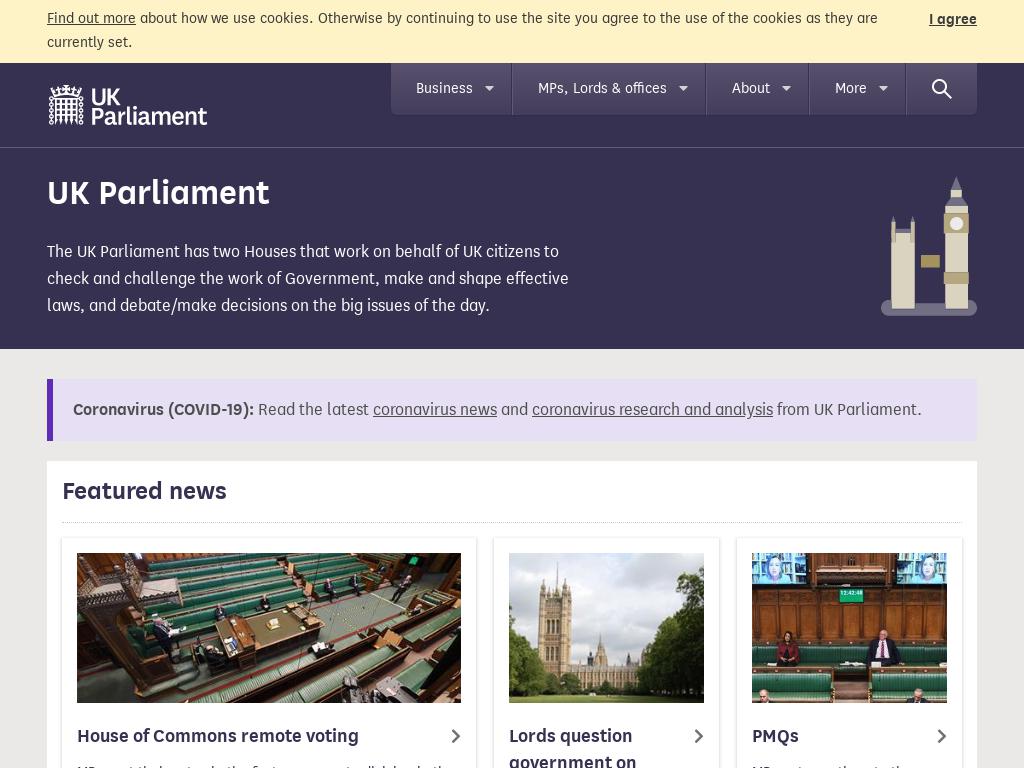 Find out more about how we use cookies. Otherwise by continuing to use the site you agree to the use of the cookies as they are
currently set.
I agree
UK
Parliament
Business
MPs, Lords & offices
About
More
UK Parliament
The UK Parliament has two Houses that work on behalf of UK citizens to
check and challenge the work of Government, make and shape effective
laws, and debate/make decisions on the big issues of the day.
Coronavirus (COVID-19): Read the latest coronavirus news and coronavirus research and analysis from UK Parliament.
Featured news
12:42:48
House of Commons remote voting
Lords question
government on
PMQs